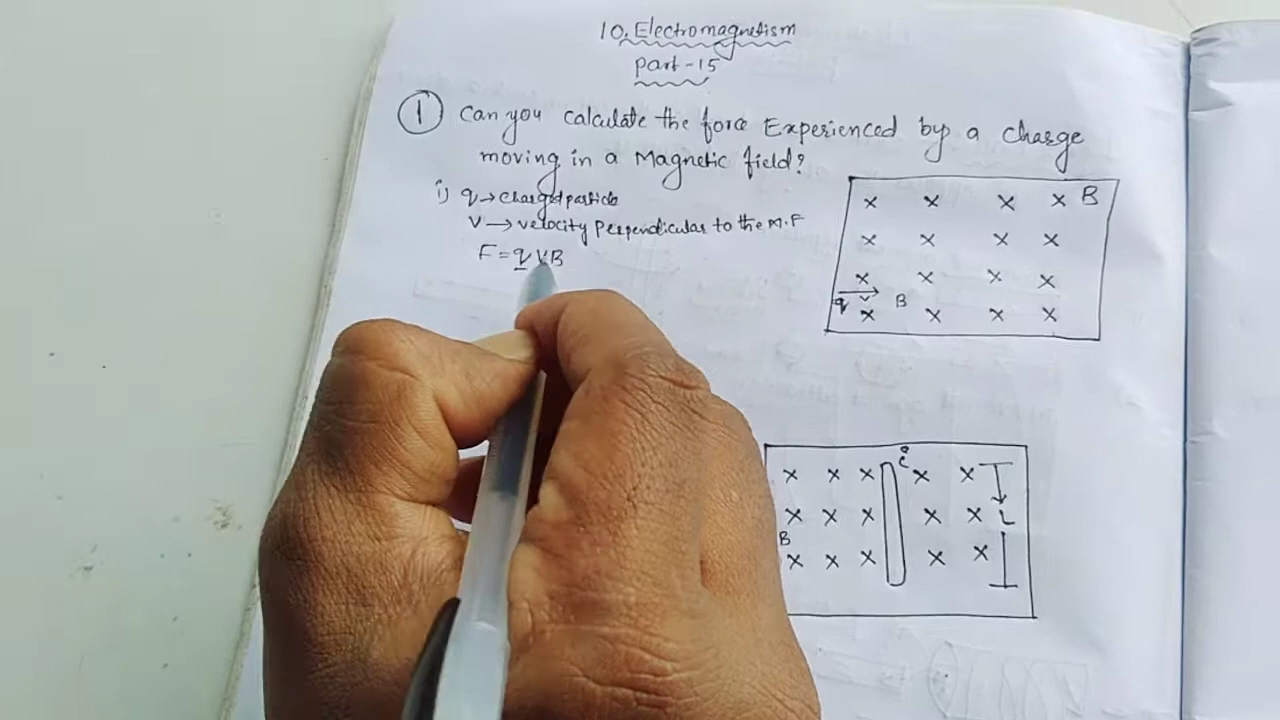 10. Electromagnetism
Part-15
1 Can you calculate the force Experienced by a charge
moving in a Magnetic field?
i) q → charged particle
V → velocity perpendicular to the M.F
F = q V B
x x x x B
x x x x
x x x x
q v B
x x x x
i
x x x x x
x x x x x L
B
x x x x x